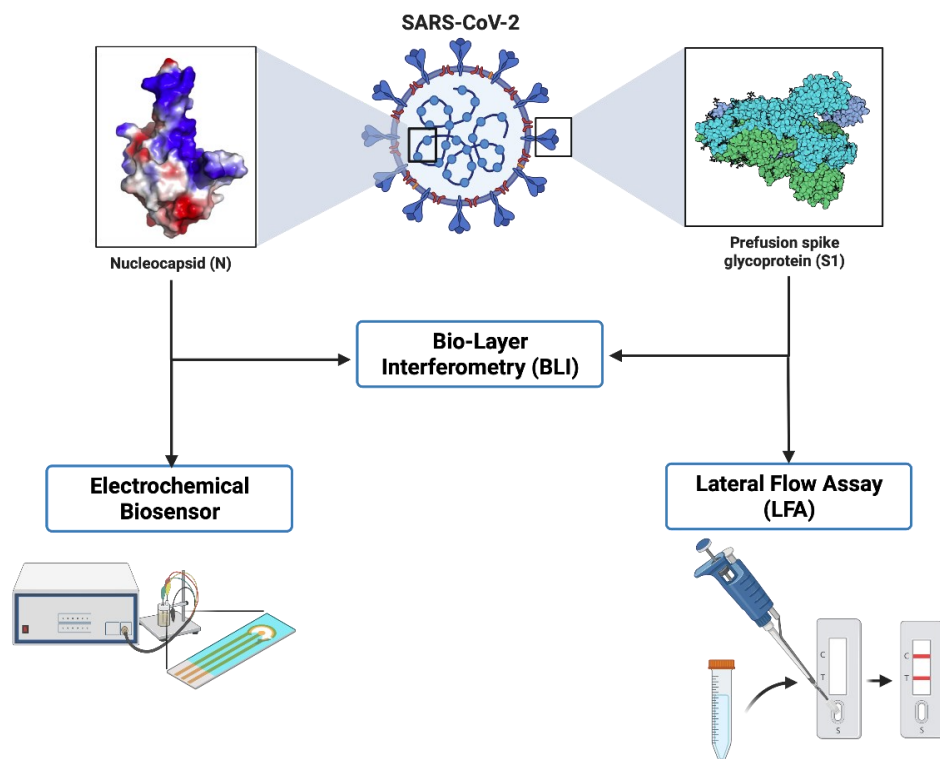 SARS-CoV-2
Nucleocapsid (N)
Prefusion spike
glycoprotein (S1)
Bio-Layer
Interferometry (BLI)
Electrochemical
Biosensor
Lateral Flow Assay
(LFA)
C
T
S
C
T
S